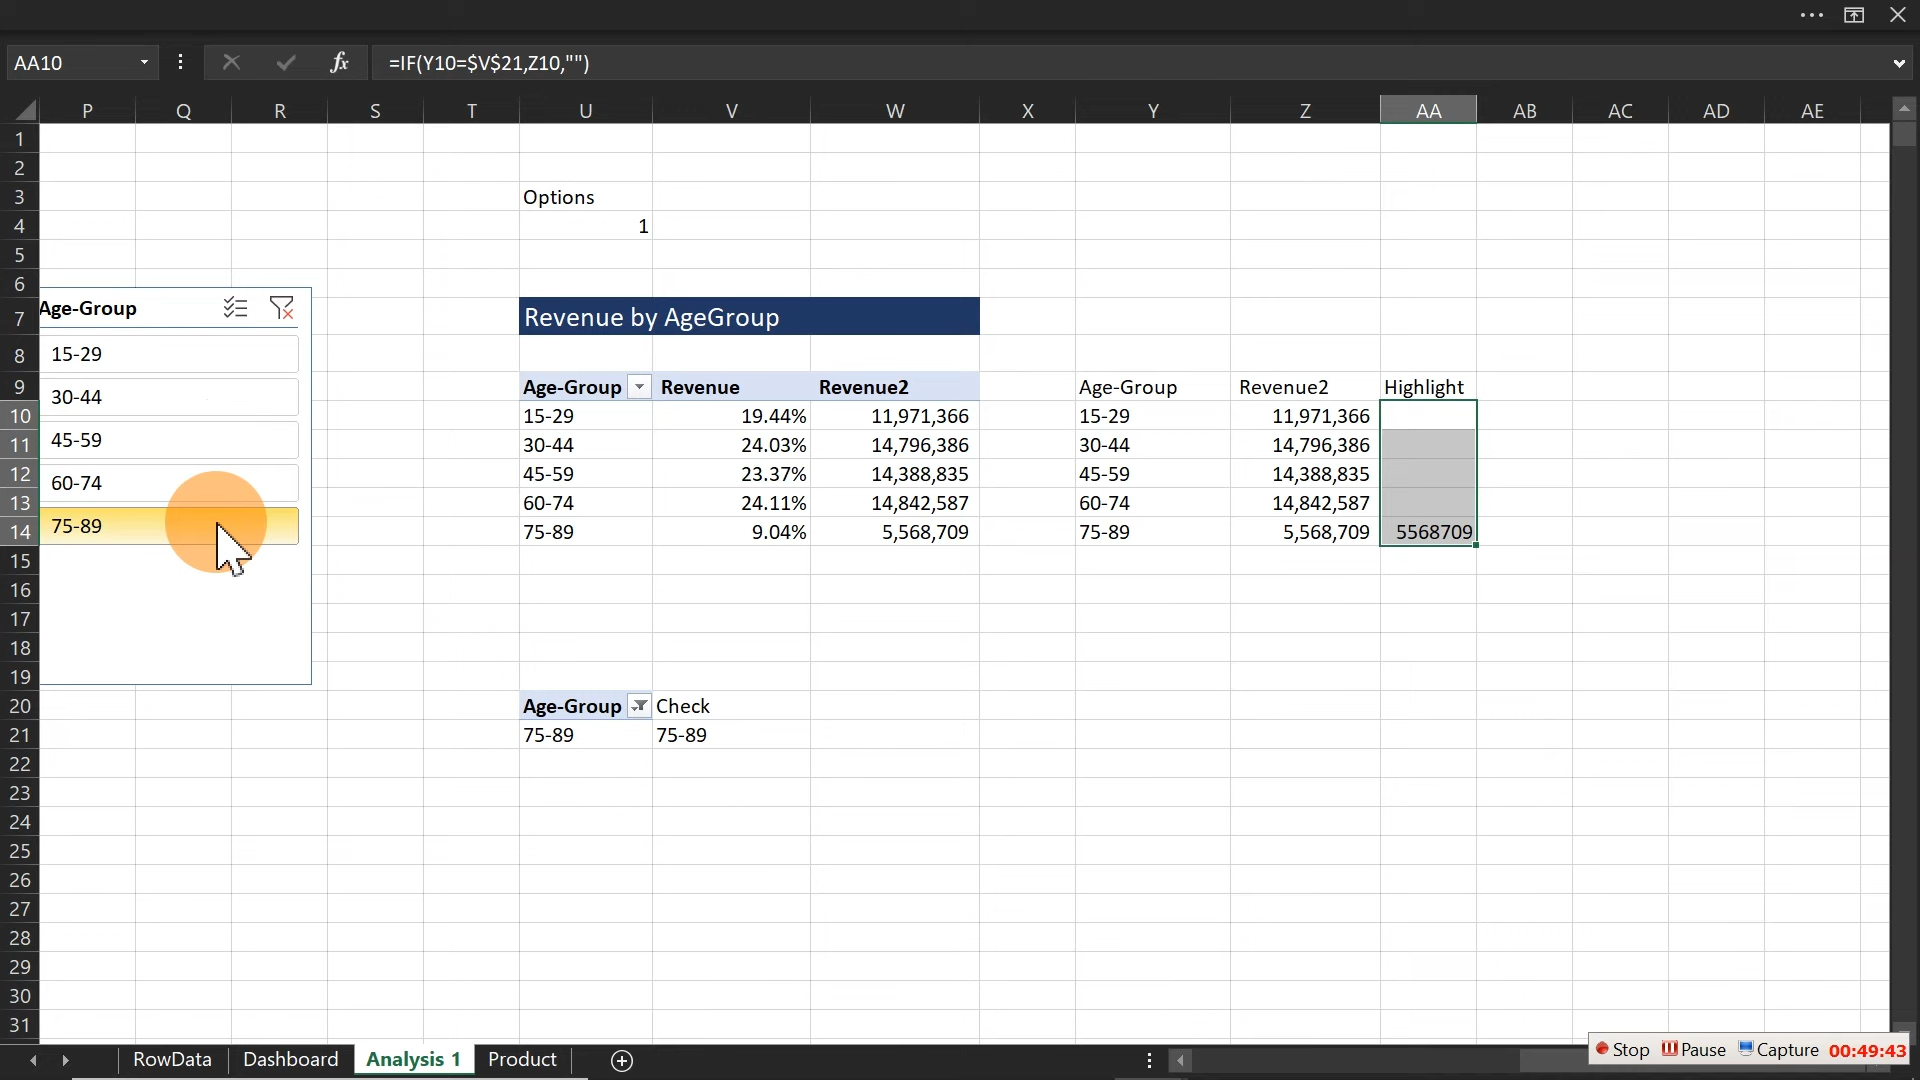 AA10
fx
=IF(Y10=$V$21,Z10,"")
P Q R S T U V W X Y Z AA AB AC AD AE
1
2
3 Options
4 1
5
6
7 Age-Group Revenue by AgeGroup
8 15-29
9 Age-Group Revenue Revenue2 Age-Group Revenue2 Highlight
30-44
10 15-29 19.44% 11,971,366 15-29 11,971,366
11 45-59 30-44 24.03% 14,796,386 30-44 14,796,386
12 60-74 45-59 23.37% 14,388,835 45-59 14,388,835
13 60-74 24.11% 14,842,587 60-74 14,842,587
14 75-89 75-89 9.04% 5,568,709 75-89 5,568,709 5568709
15
16
17
18
19
20 Age-Group Check
21 75-89 75-89
22
23
24
25
26
27
28
29
30
31
Stop Pause Capture 00:49:43
RowData Dashboard Analysis 1 Product